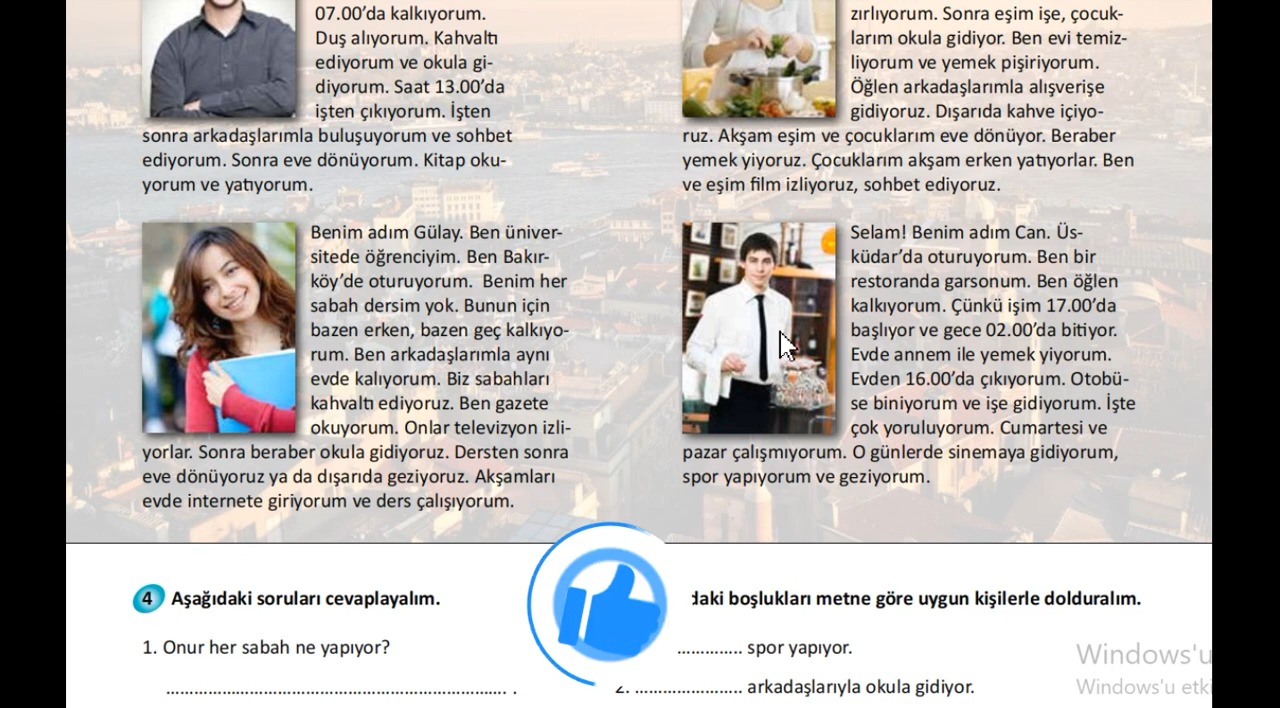 07.00’da kalkıyorum.
Duş alıyorum. Kahvaltı
ediyorum ve okula gi-
diyorum. Saat 13.00’da
işten çıkıyorum. İşten
sonra arkadaşlarımla buluşuyorum ve sohbet
ediyorum. Sonra eve dönüyorum. Kitap oku-
yorum ve yatıyorum.
zırlıyorum. Sonra eşim işe, çocuk-
larım okula gidiyor. Ben evi temiz-
liyorum ve yemek pişiriyorum.
Öğlen arkadaşlarımla alışverişe
gidiyoruz. Dışarıda kahve içiyo-
ruz. Akşam eşim ve çocuklarım eve dönüyor. Beraber
yemek yiyoruz. Çocuklarım akşam erken yatıyorlar. Ben
ve eşim film izliyoruz, sohbet ediyoruz.
Benim adım Gülay. Ben üniver-
sitede öğrenciyim. Ben Bakır-
köy’de oturuyorum. Benim her
sabah dersim yok. Bunun için
bazen erken, bazen geç kalkıyo-
rum. Ben arkadaşlarımla aynı
evde kalıyorum. Biz sabahları
kahvaltı ediyoruz. Ben gazete
okuyorum. Onlar televizyon izli-
yorlar. Sonra beraber okula gidiyoruz. Dersten sonra
eve dönüyoruz ya da dışarıda geziyoruz. Akşamları
evde internete giriyorum ve ders çalışıyorum.
Selam! Benim adım Can. Üs-
küdar’da oturuyorum. Ben bir
restoranda garsonum. Ben öğlen
kalkıyorum. Çünkü işim 17.00’da
başlıyor ve gece 02.00’da bitiyor.
Evde annem ile yemek yiyorum.
Evden 16.00’da çıkıyorum. Otobü-
se biniyorum ve işe gidiyorum. İşte
çok yoruluyorum. Cumartesi ve
pazar çalışmıyorum. O günlerde sinemaya gidiyorum,
spor yapıyorum ve geziyorum.
4 Aşağıdaki soruları cevaplayalım.
1. Onur her sabah ne yapıyor?
.................................................................... .
daki boşlukları metne göre uygun kişilerle dolduralım.
............. spor yapıyor.
2. ...................... arkadaşlarıyla okula gidiyor.
Windows'u
Windows'u etki